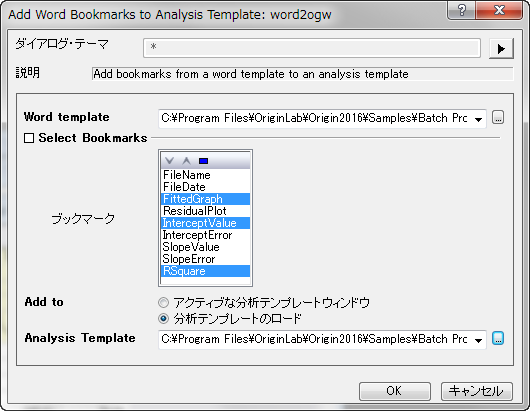 Add Word Bookmarks to Analysis Template: word2ogw
?
ダイアログ・テーマ
*
説明
Add bookmarks from a word template to an analysis template
Word template
C:¥Program Files¥OriginLab¥Origin2016¥Samples¥Batch Pro
...
Select Bookmarks
ブックマーク
FileName
FileDate
FittedGraph
ResidualPlot
InterceptValue
InterceptError
SlopeValue
SlopeError
RSquare
Add to
アクティブな分析テンプレートウィンドウ
分析テンプレートのロード
Analysis Template
C:¥Program Files¥OriginLab¥Origin2016¥Samples¥Batch Pro
...
OK
キャンセル